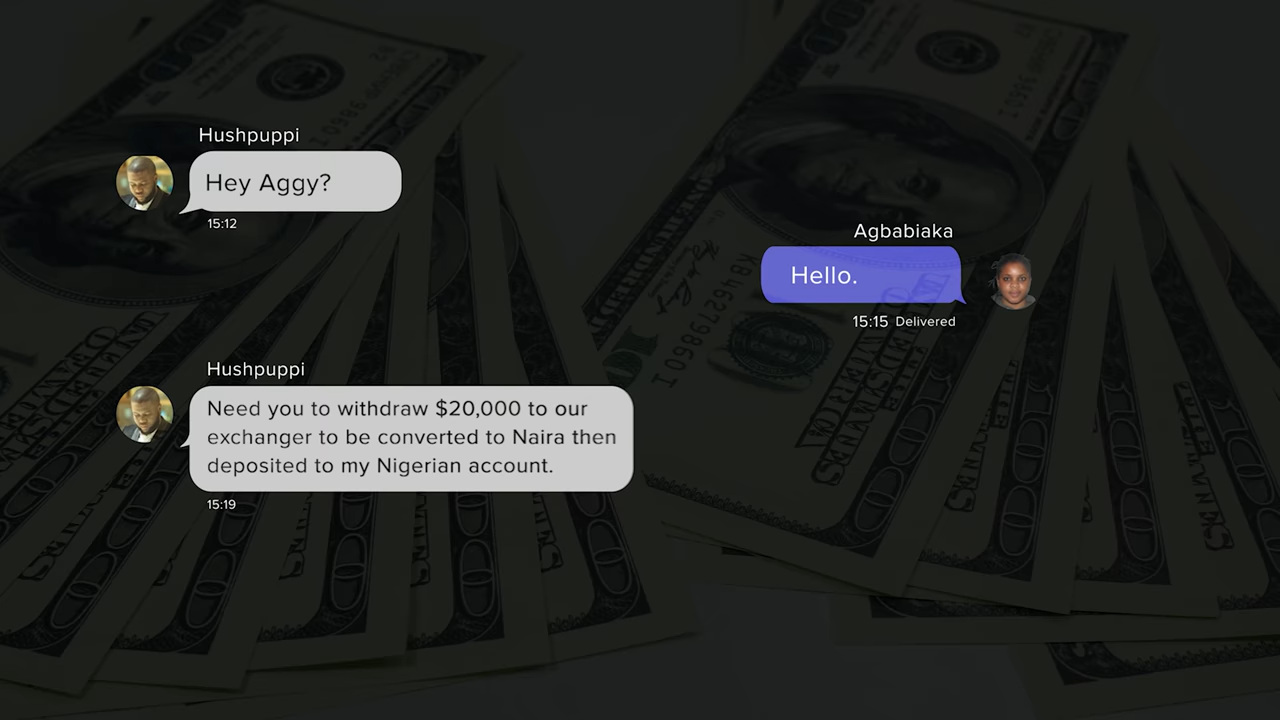 Hushpuppi
Hey Aggy?
15:12
Agbabiaka
Hello.
15:15 Delivered
Hushpuppi
Need you to withdraw $20,000 to our
exchanger to be converted to Naira then
deposited to my Nigerian account.
15:19